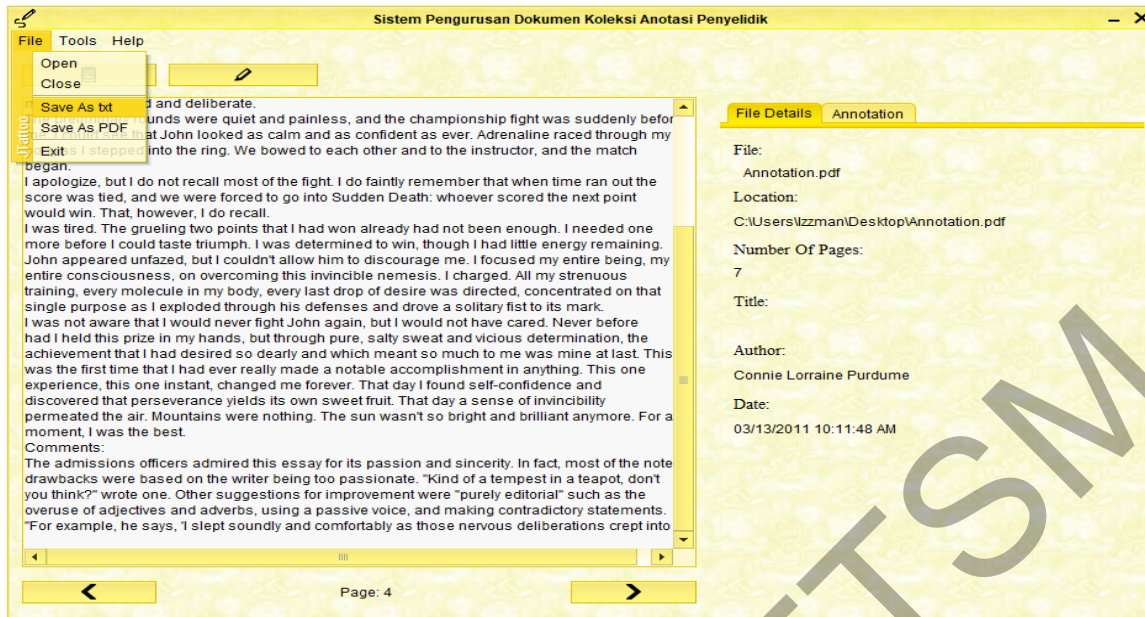 Sistem Pengurusan Dokumen Koleksi Anotasi Penyelidik
File Tools Help
Open
Close
Save As txt
Save As PDF
Exit
JTattoo
and deliberate.
rounds were quiet and painless, and the championship fight was suddenly befor
that John looked as calm and as confident as ever. Adrenaline raced through my
as I stepped into the ring. We bowed to each other and to the instructor, and the match
began.
I apologize, but I do not recall most of the fight. I do faintly remember that when time ran out the
score was tied, and we were forced to go into Sudden Death: whoever scored the next point
would win. That, however, I do recall.
I was tired. The grueling two points that I had won already had not been enough. I needed one
more before I could taste triumph. I was determined to win, though I had little energy remaining.
John appeared unfazed, but I couldn't allow him to discourage me. I focused my entire being, my
entire consciousness, on overcoming this invincible nemesis. I charged. All my strenuous
training, every molecule in my body, every last drop of desire was directed, concentrated on that
single purpose as I exploded through his defenses and drove a solitary fist to its mark.
I was not aware that I would never fight John again, but I would not have cared. Never before
had I held this prize in my hands, but through pure, salty sweat and vicious determination, the
achievement that I had desired so dearly and which meant so much to me was mine at last. This
was the first time that I had ever really made a notable accomplishment in anything. This one
experience, this one instant, changed me forever. That day I found self-confidence and
discovered that perseverance yields its own sweet fruit. That day a sense of invincibility
permeated the air. Mountains were nothing. The sun wasn't so bright and brilliant anymore. For a
moment, I was the best.
Comments:
The admissions officers admired this essay for its passion and sincerity. In fact, most of the note
drawbacks were based on the writer being too passionate. "Kind of a tempest in a teapot, don't
you think?" wrote one. Other suggestions for improvement were "purely editorial" such as the
overuse of adjectives and adverbs, using a passive voice, and making contradictory statements.
"For example, he says, 'I slept soundly and comfortably as those nervous deliberations crept into
Page: 4
File Details Annotation
File:
Annotation.pdf
Location:
C:\Users\Izzman\Desktop\Annotation.pdf
Number Of Pages:
7
Title:
Author:
Connie Lorraine Purdume
Date:
03/13/2011 10:11:48 AM
TSM